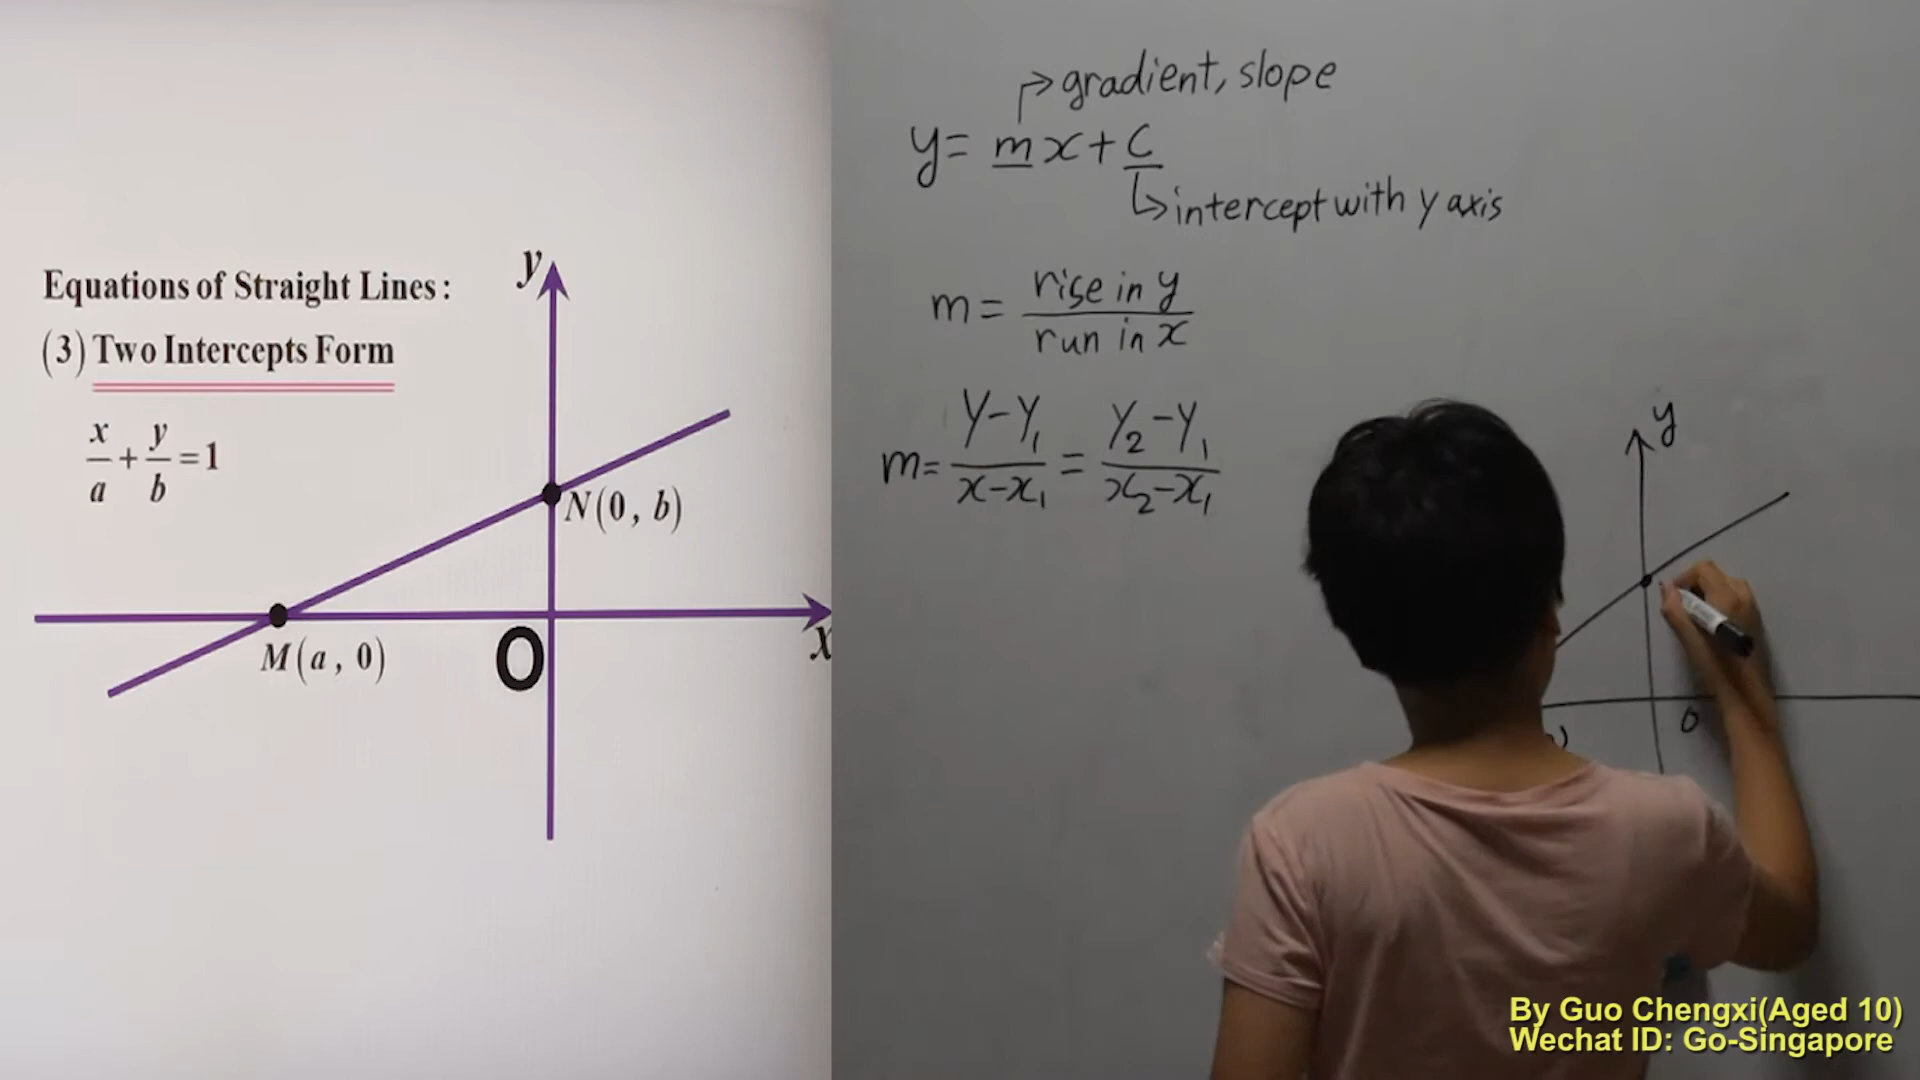 Equations of Straight Lines:
(3) Two Intercepts Form
x/a + y/b = 1
y
N(0, b)
M(a, 0)
O
x
gradient, slope
y = mx + c
intercept with y axis
m = rise in y / run in x
m = y-y₁ / x-x₁ = y₂-y₁ / x₂-x₁
y
0
By Guo Chengxi(Aged 10)
Wechat ID: Go-Singapore